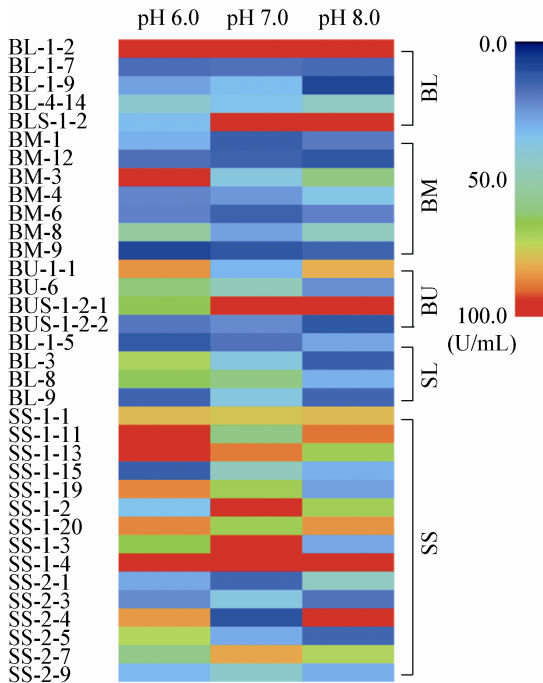 pH 6.0 pH 7.0 pH 8.0
BL-1-2
BL-1-7
BL-1-9
BL-4-14
BLS-1-2
BM-1
BM-12
BM-3
BM-4
BM-6
BM-8
BM-9
BU-1-1
BU-6
BUS-1-2-1
BUS-1-2-2
BL-1-5
BL-3
BL-8
BL-9
SS-1-1
SS-1-11
SS-1-13
SS-1-15
SS-1-19
SS-1-2
SS-1-20
SS-1-3
SS-1-4
SS-2-1
SS-2-3
SS-2-4
SS-2-5
SS-2-7
SS-2-9
BL
BM
BU
SL
SS
0.0
50.0
100.0
(U/mL)